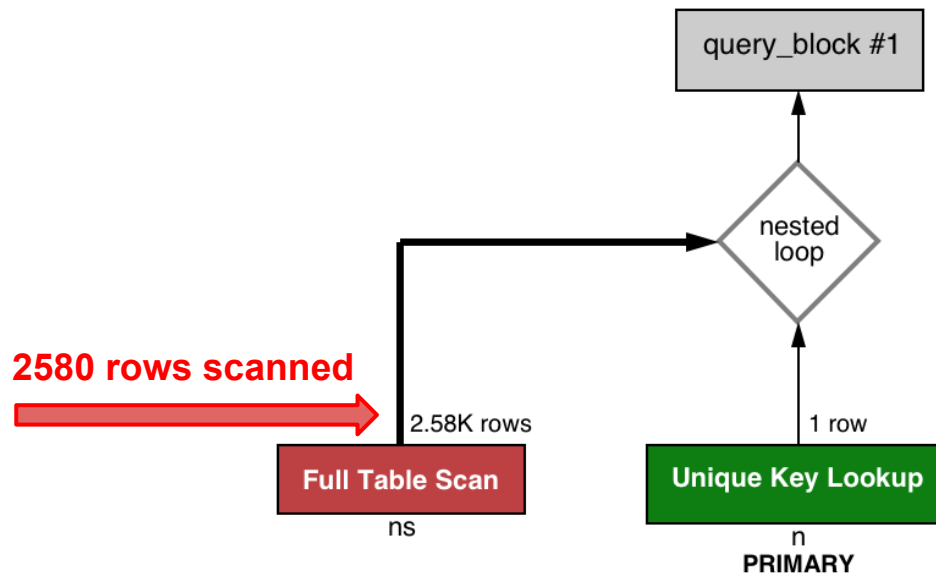 query_block #1
nested
loop
2580 rows scanned
2.58K rows
1 row
Full Table Scan
Unique Key Lookup
ns
n
PRIMARY